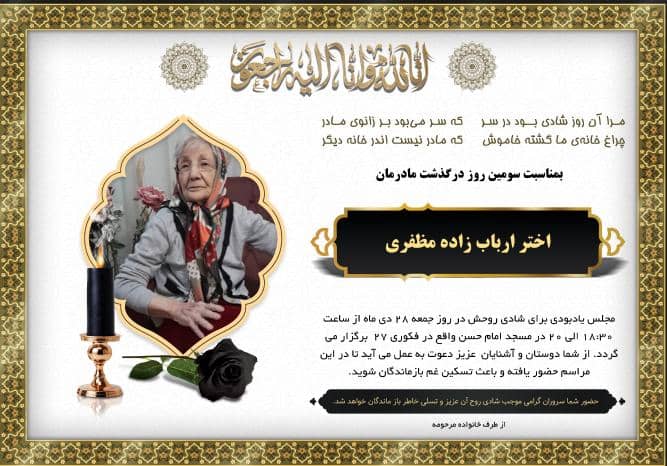 انا لله و انا الیه راجعون
مرا آن روز شادی بود در سر که سر می‌بود بر زانوی مادر
چراغ خانه‌ی ما گشته خاموش که مادر نیست اندر خانه دیگر
بمناسبت سومین روز درگذشت مادرمان
اختر ارباب زاده مظفری
مجلس یادبودی برای شادی روحش در روز جمعه ۲۸ دی ماه از ساعت
۱۸:۳۰ الی ۲۰ در مسجد امام حسن واقع در فکوری ۲۷ برگزار می
گردد. از شما دوستان و آشنایان عزیز دعوت به عمل می آید تا در این
مراسم حضور یافته و باعث تسکین غم بازماندگان شوید.
حضور شما سروران گرامی موجب شادی روح آن عزیز و تسلی خاطر باز ماندگان خواهد شد.
از طرف خانواده مرحومه